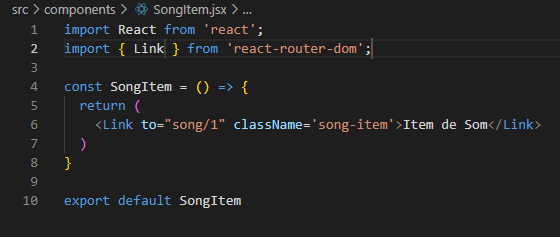 src > components > SongItem.jsx > ...
1 import React from 'react';
2 import { Link } from 'react-router-dom';
3
4 const SongItem = () => {
5   return (
6     <Link to="song/1" className='song-item'>Item de Som</Link>
7   )
8 }
9
10 export default SongItem